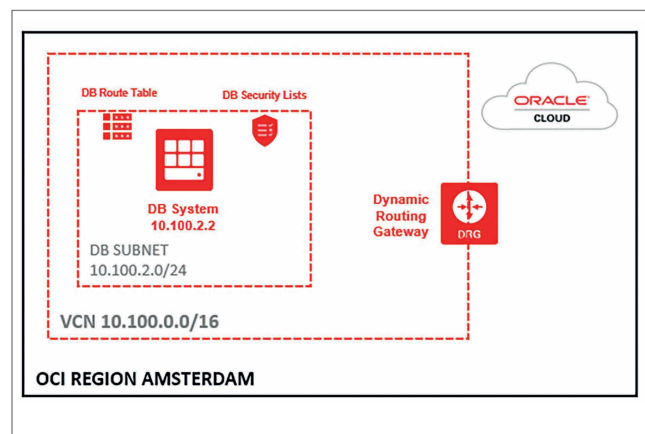 DB Route Table
DB Security Lists
ORACLE
CLOUD
DB System
10.100.2.2
Dynamic
Routing
Gateway
DRG
DB SUBNET
10.100.2.0/24
VCN 10.100.0.0/16
OCI REGION AMSTERDAM